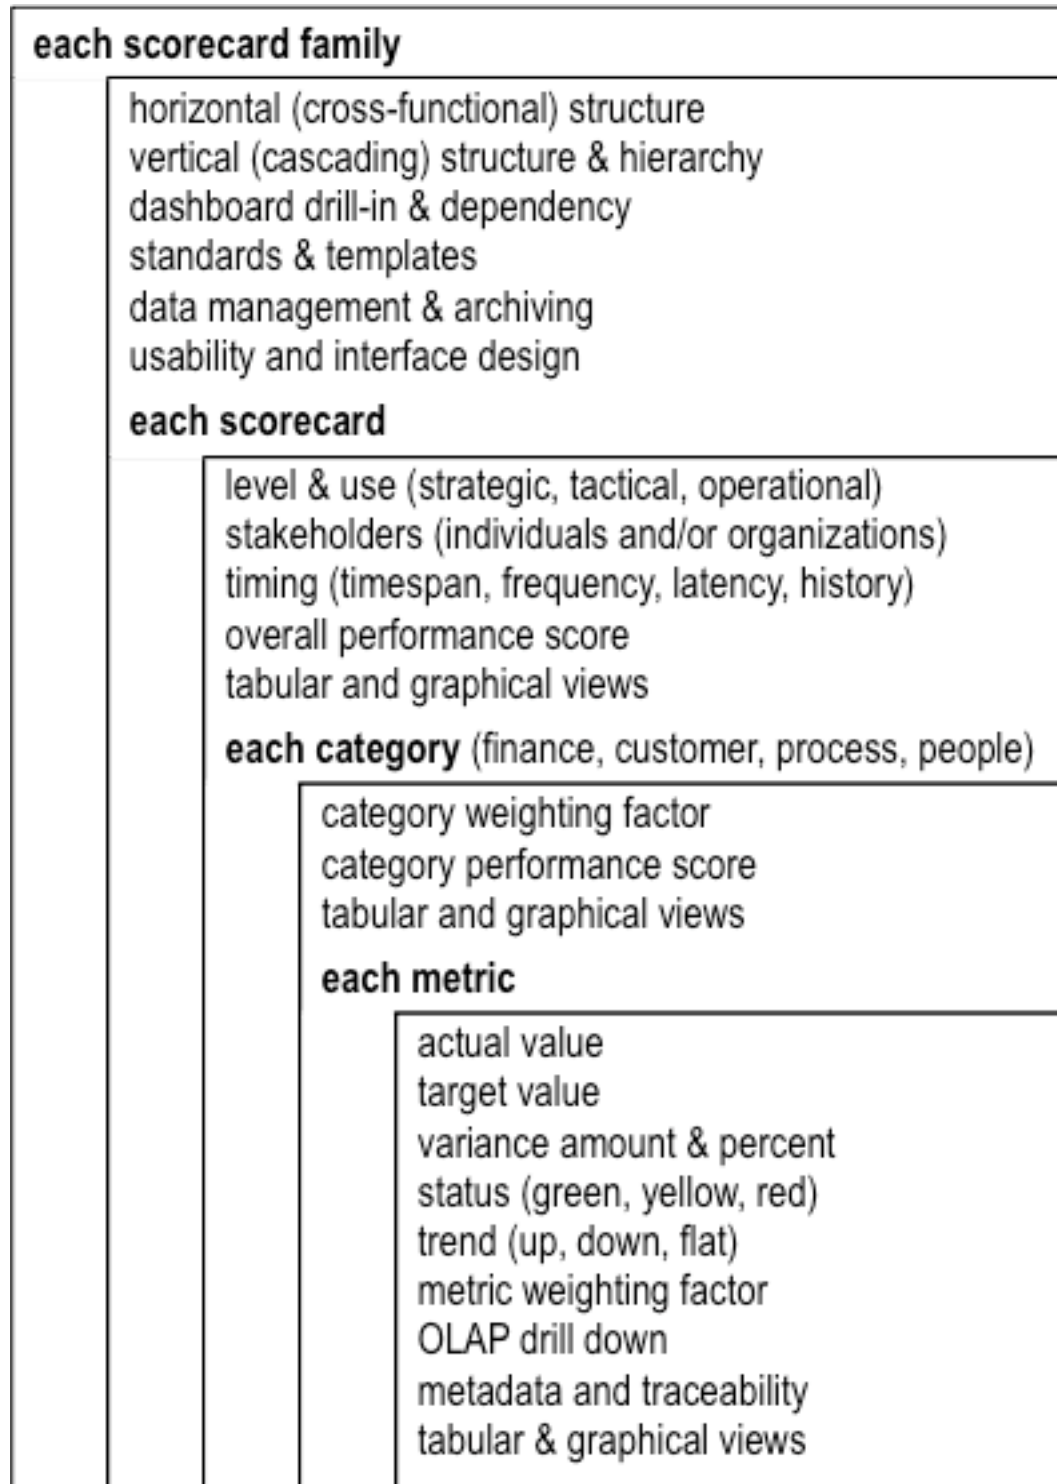 each scorecard family
horizontal (cross-functional) structure
vertical (cascading) structure & hierarchy
dashboard drill-in & dependency
standards & templates
data management & archiving
usability and interface design
each scorecard
level & use (strategic, tactical, operational)
stakeholders (individuals and/or organizations)
timing (timespan, frequency, latency, history)
overall performance score
tabular and graphical views
each category (finance, customer, process, people)
category weighting factor
category performance score
tabular and graphical views
each metric
actual value
target value
variance amount & percent
status (green, yellow, red)
trend (up, down, flat)
metric weighting factor
OLAP drill down
metadata and traceability
tabular & graphical views